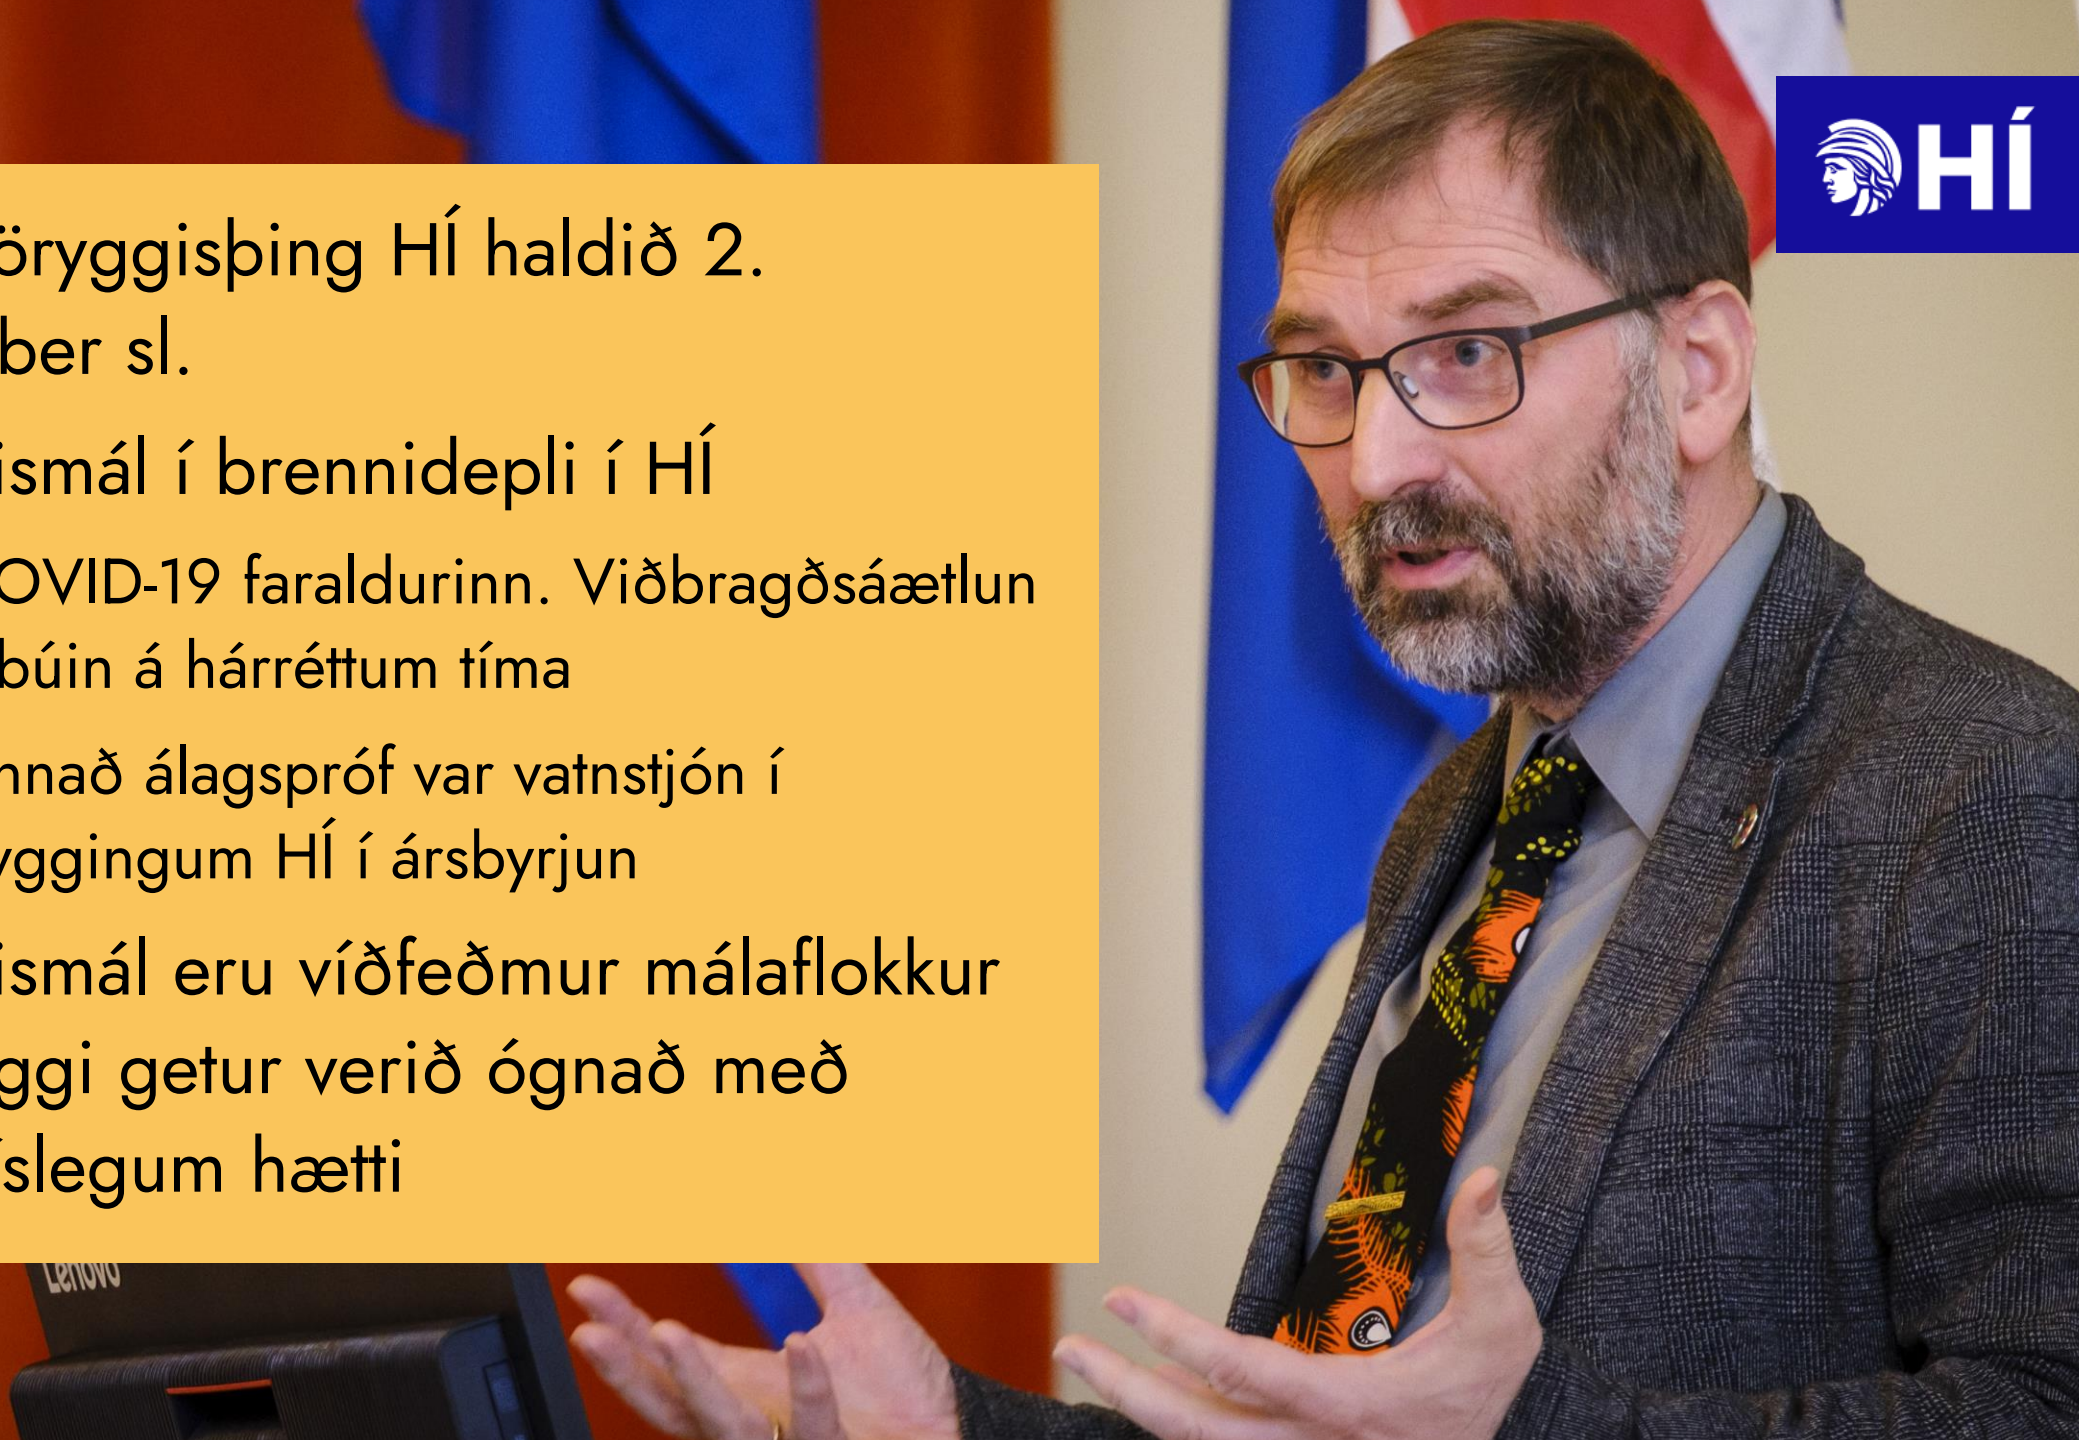 HÍ
öryggisþing HÍ haldið 2.
ber sl.
ismál í brennidepli í HÍ
OVID-19 faraldurinn. Viðbragðsáætlun
búin á hárréttum tíma
nnað álagspróf var vatnstjón í
yggingum HÍ í ársbyrjun
ismál eru víðfeðmur málaflokkur
ggi getur verið ógnað með
íslegum hætti
Lenovo